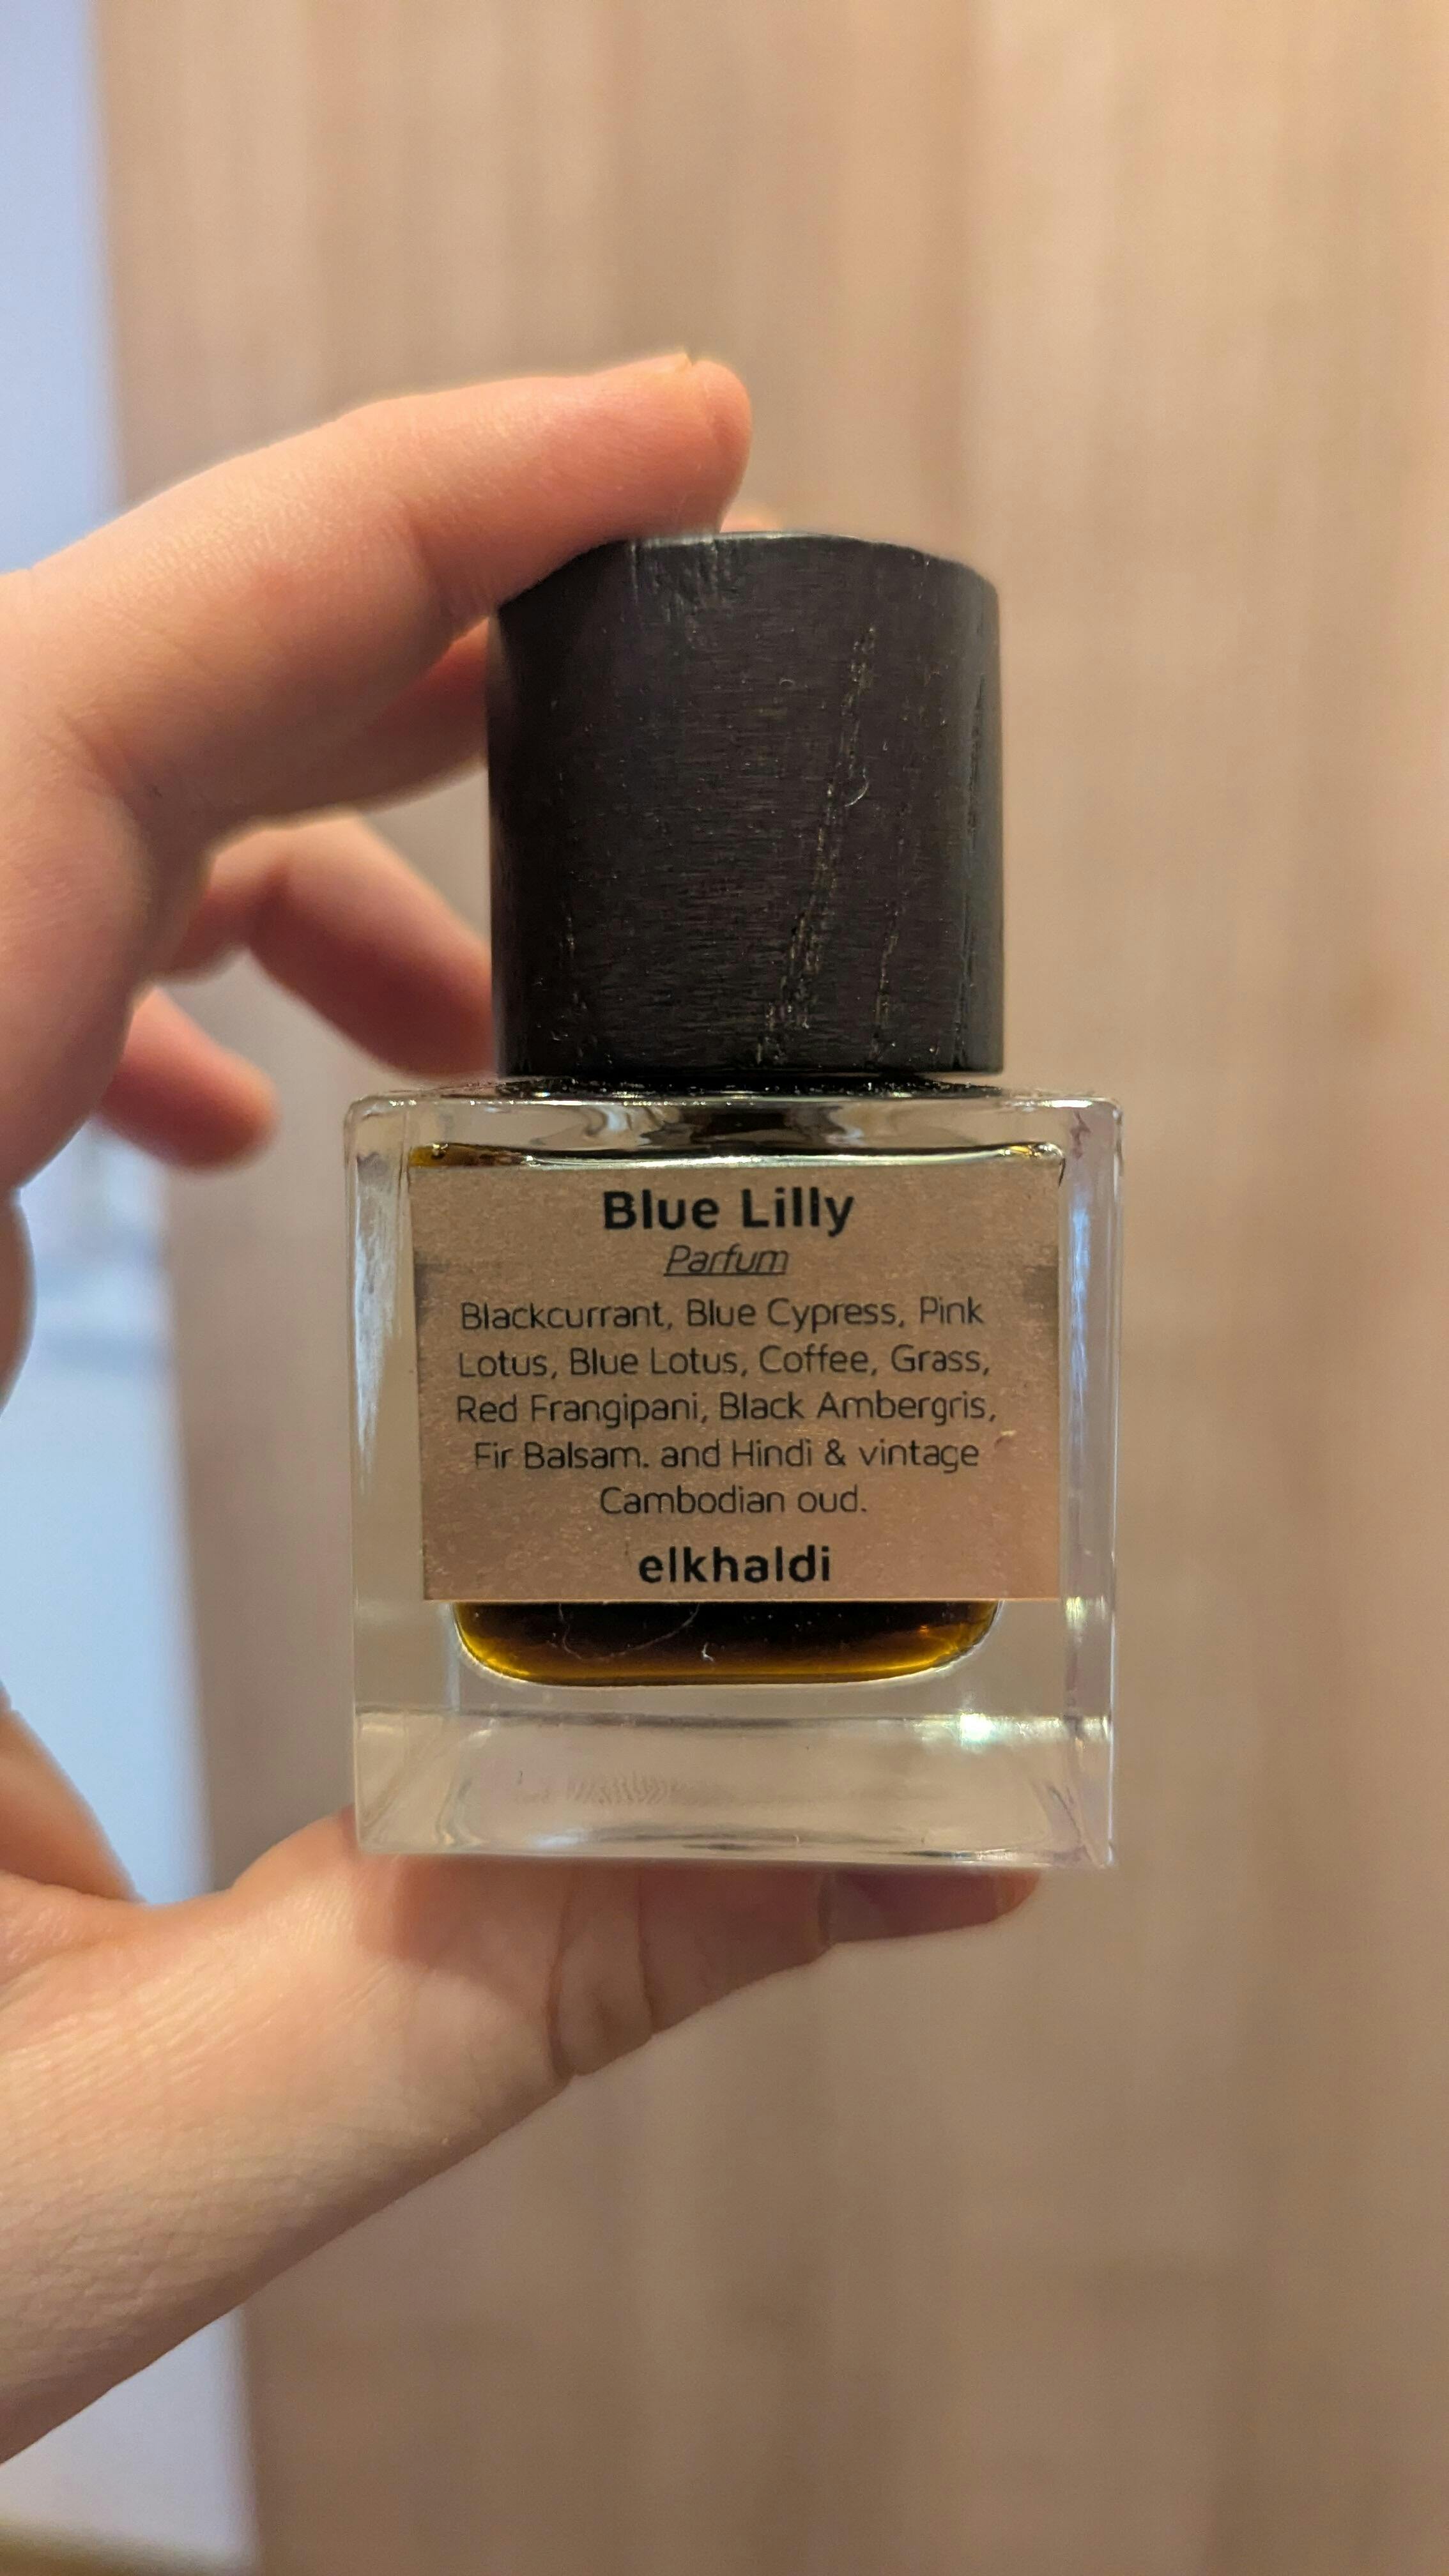 Blue Lilly
Parfum
Blackcurrant, Blue Cypress, Pink
Lotus, Blue Lotus, Coffee, Grass,
Red Frangipani, Black Ambergris,
Fir Balsam. and Hindi & vintage
Cambodian oud.
elkhaldi